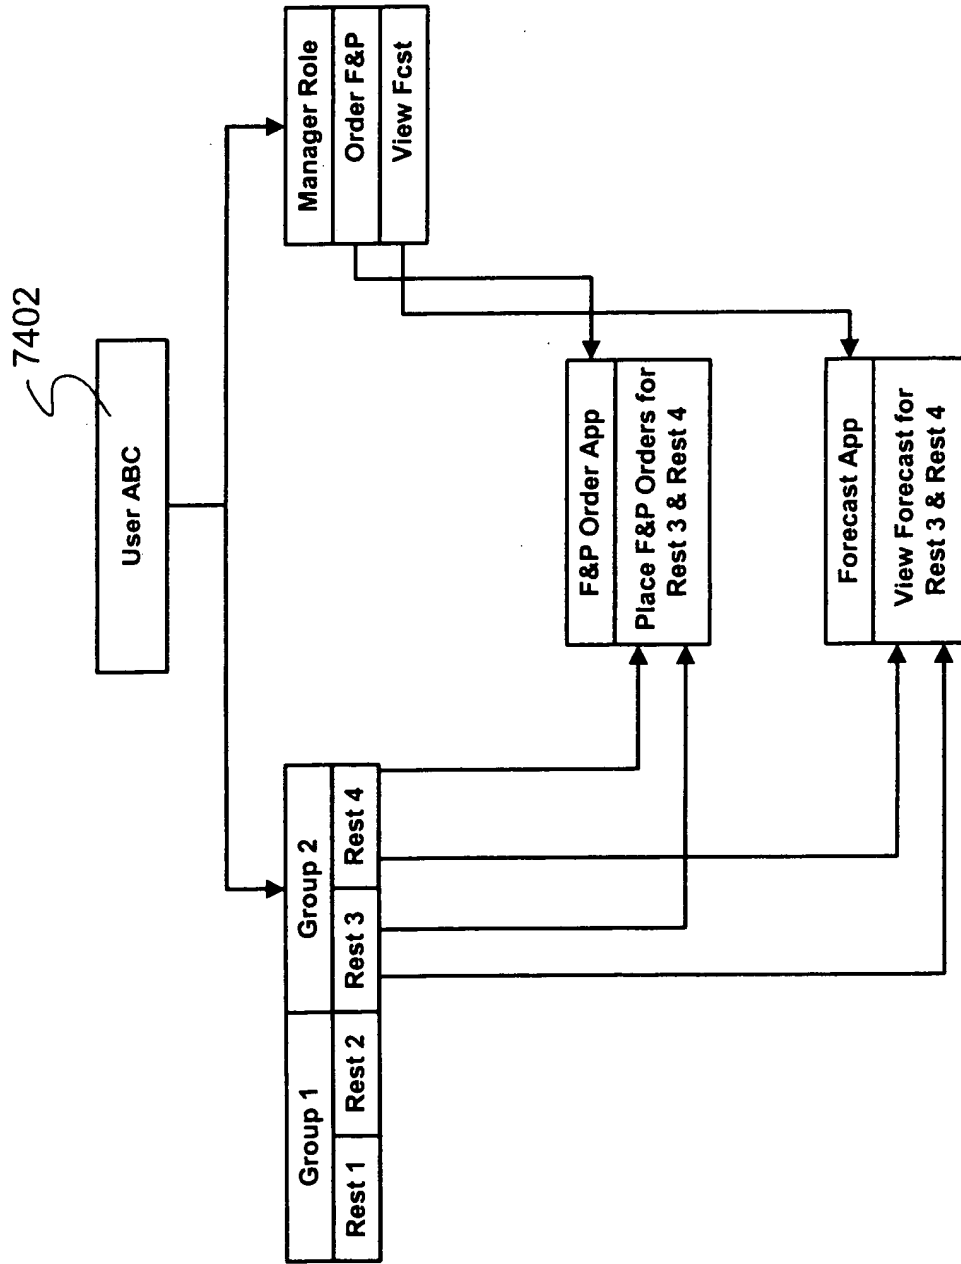 7402
User ABC
Group 1
Group 2
Rest 1
Rest 2
Rest 3
Rest 4
Manager Role
Order F&P
View Fcst
F&P Order App
Place F&P Orders for
Rest 3 & Rest 4
Forecast App
View Forecast for
Rest 3 & Rest 4